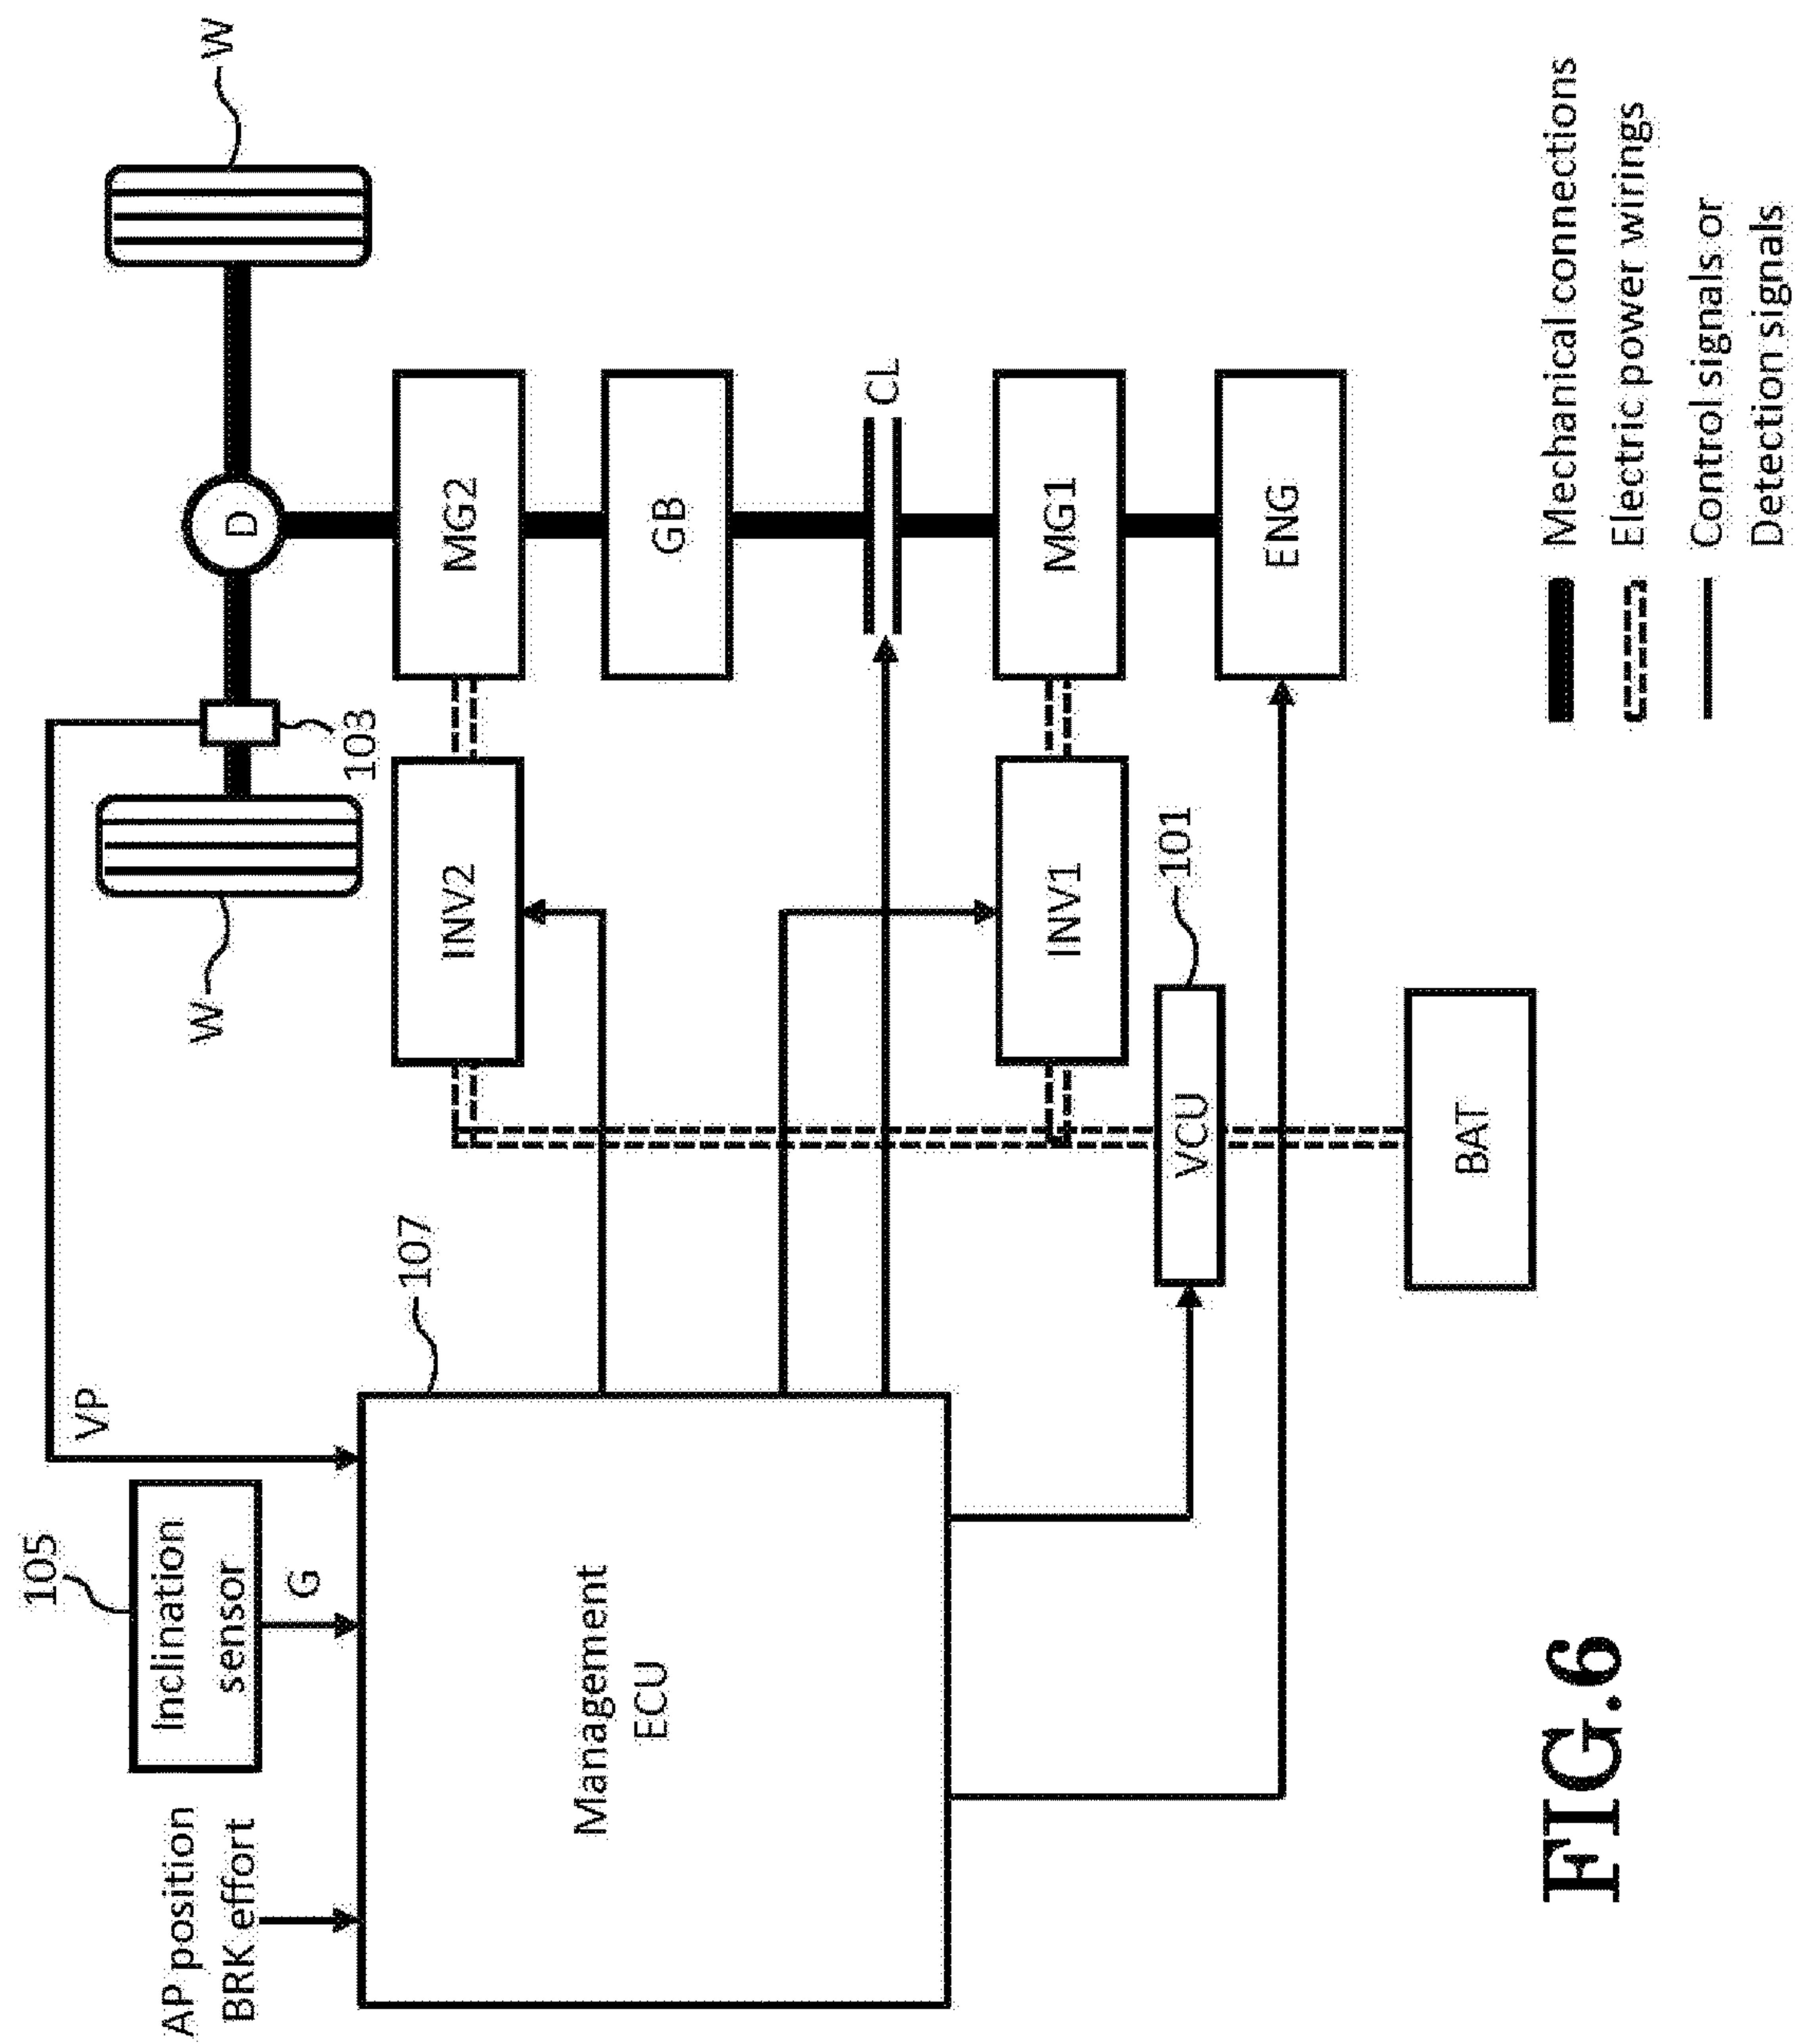 AP position
BRK effort
105
Inclination
sensor
G
VP
107
Management
ECU
W
103
D
W
INV2
MG2
GB
CL
INV1
MG1
101
VCU
ENG
BAT
Mechanical connections
Electric power wirings
Control signals or
Detection signals
FIG.6